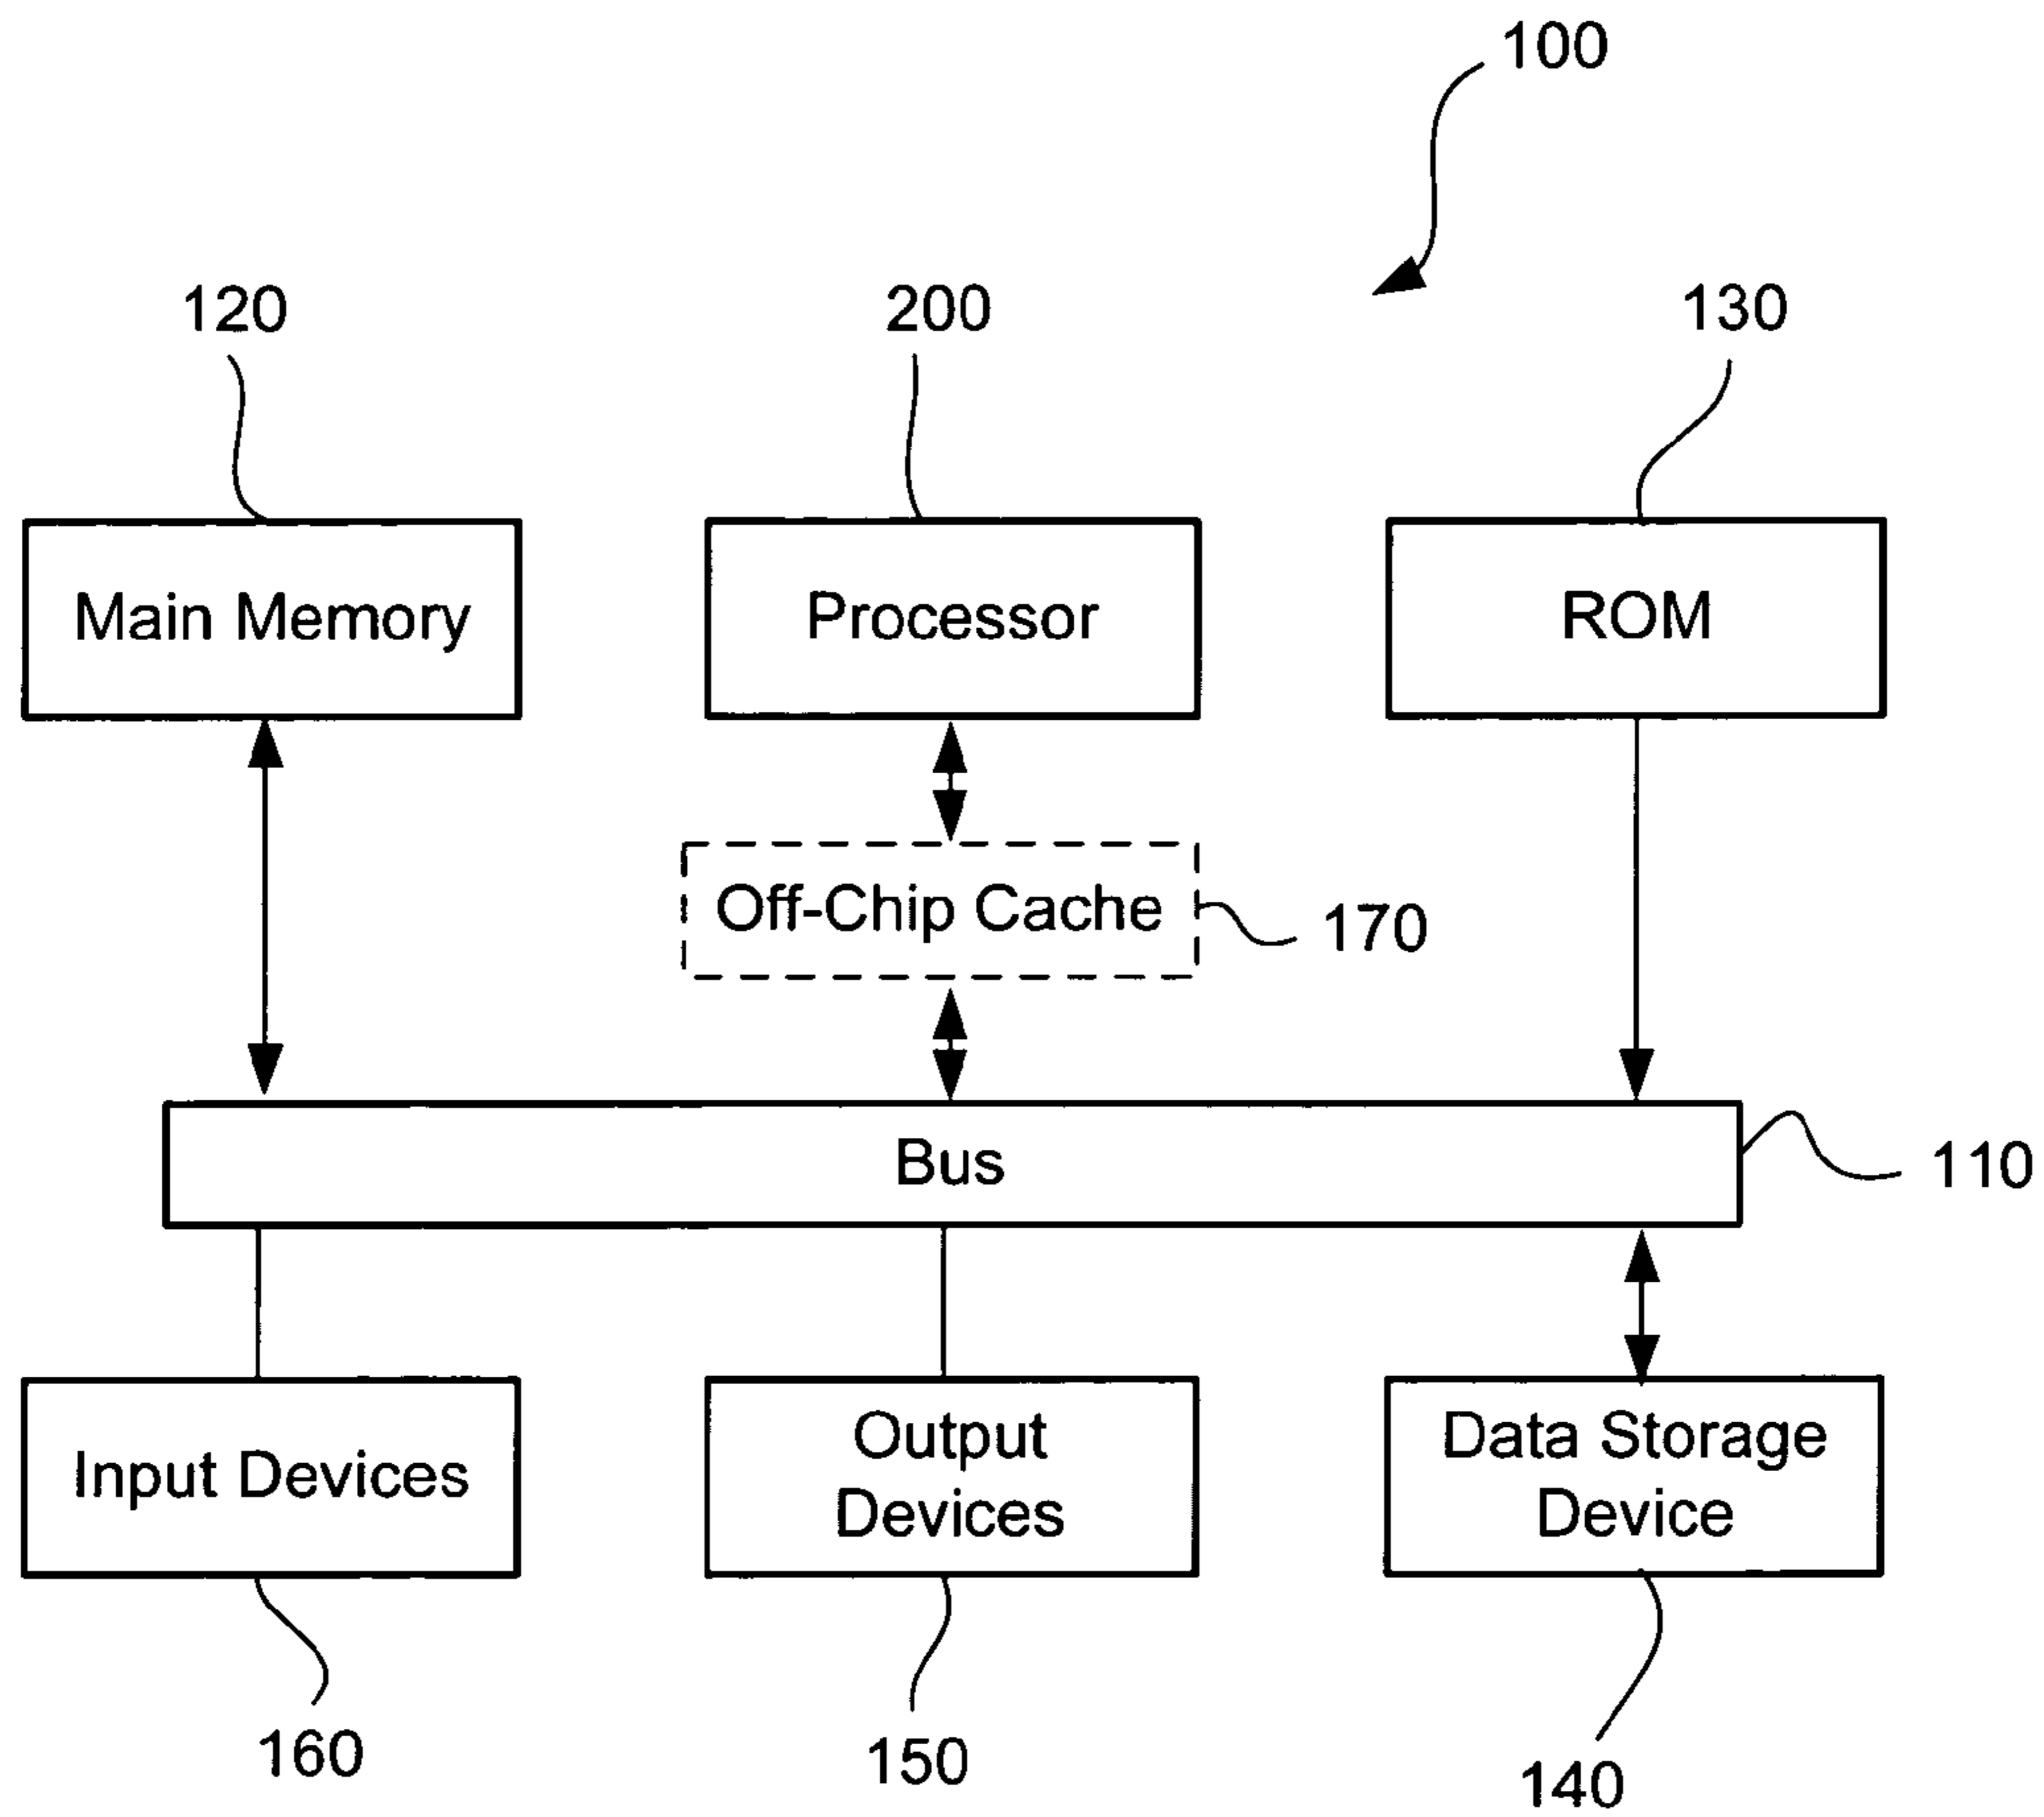 100
120
200
130
Main Memory
Processor
ROM
Off-Chip Cache
170
Bus
110
Input Devices
Output
Devices
Data Storage
Device
160
150
140